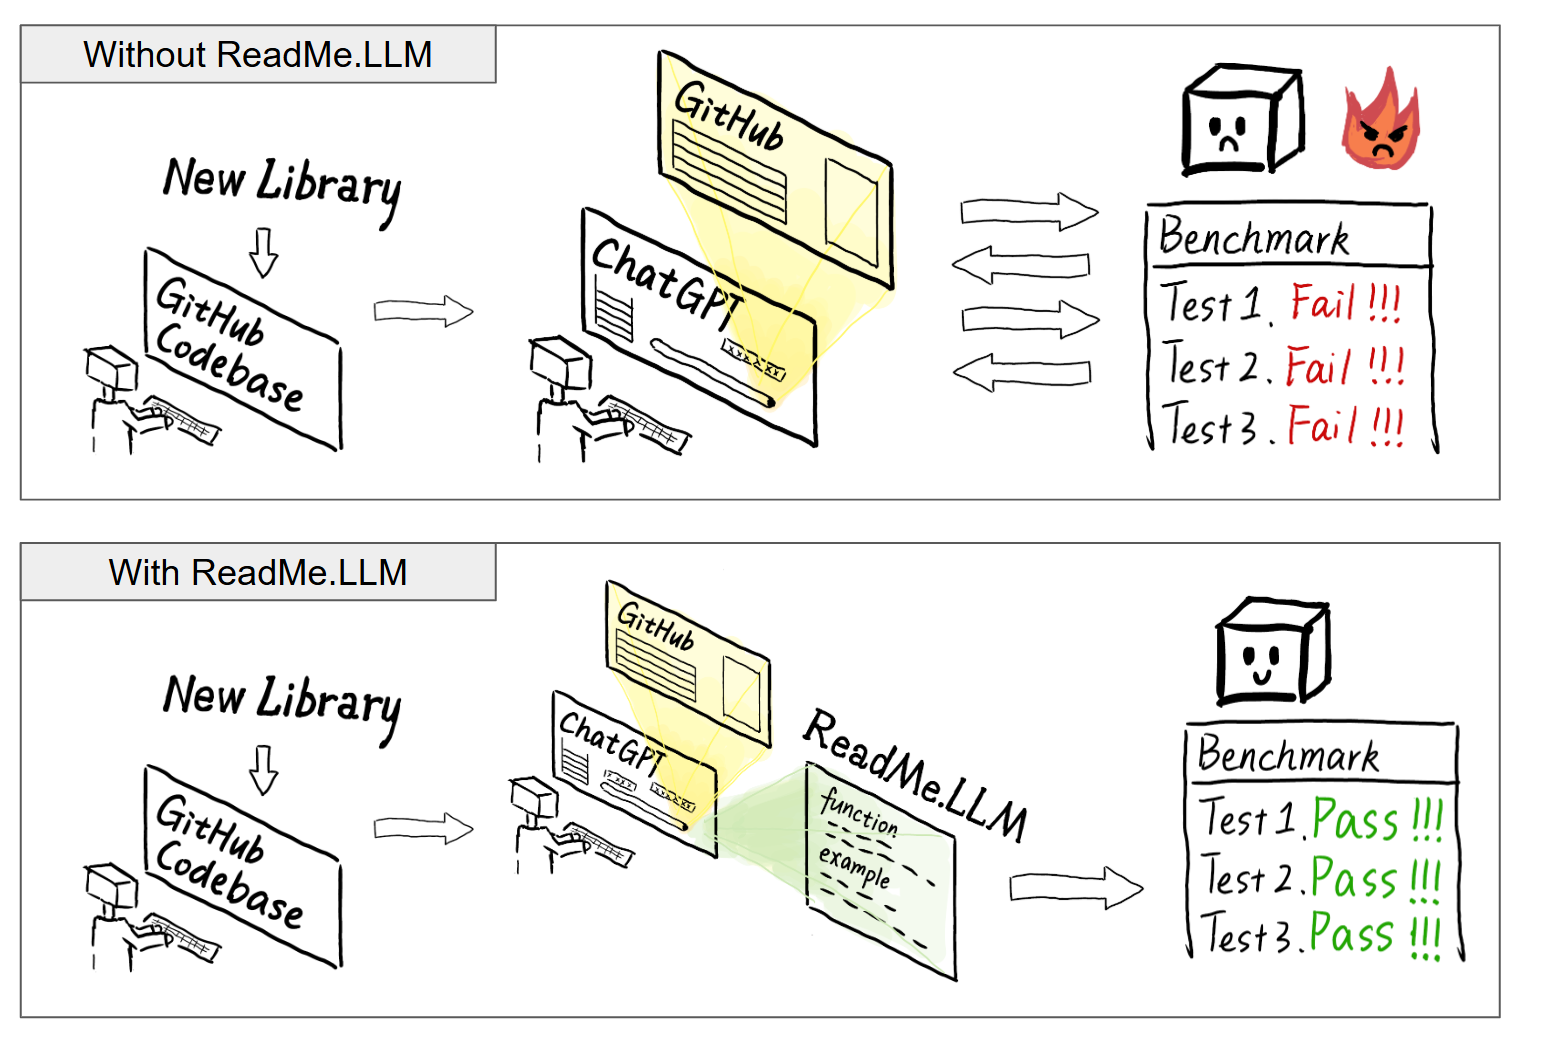 Without ReadMe.LLM
New Library
GitHub
Codebase
GitHub
ChatGPT
xxxxxx
Benchmark
Test 1. Fail !!!
Test 2. Fail !!!
Test 3. Fail !!!
With ReadMe.LLM
New Library
GitHub
Codebase
GitHub
ChatGPT
ReadMe.LLM
function
example
Benchmark
Test 1. Pass !!!
Test 2. Pass !!!
Test 3. Pass !!!